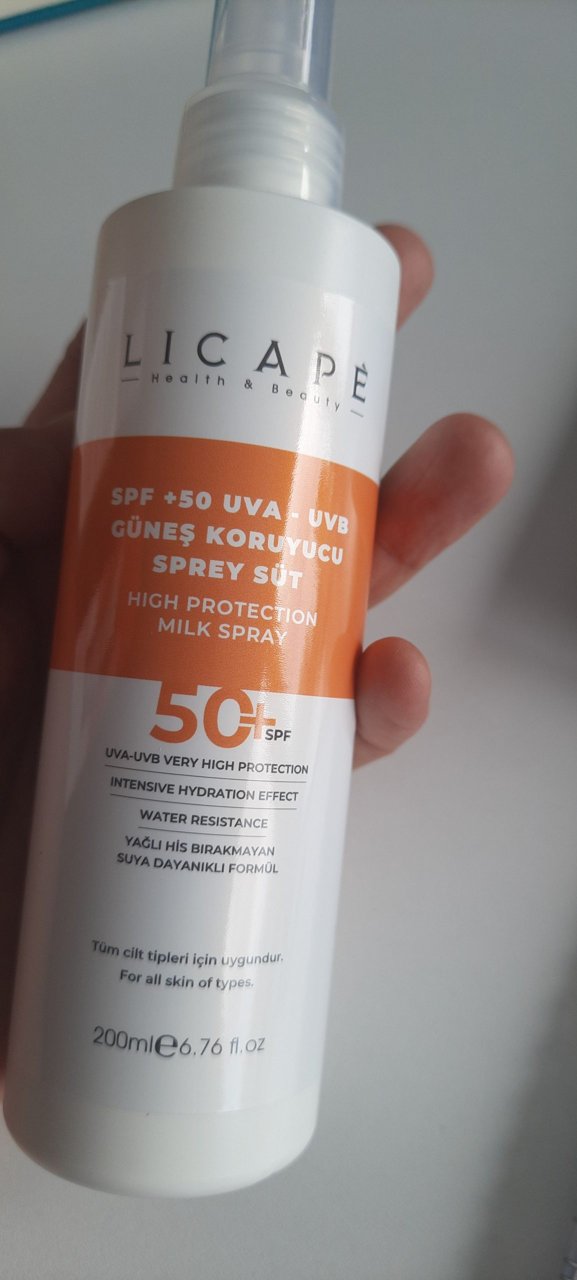 LICAPÈ
Health & Beauty
SPF +50 UVA - UVB
GÜNEŞ KORUYUCU
SPREY SÜT
HIGH PROTECTION
MILK SPRAY
50+ SPF
UVA-UVB VERY HIGH PROTECTION
INTENSIVE HYDRATION EFFECT
WATER RESISTANCE
YAĞLI HİS BIRAKMAYAN
SUYA DAYANIKLI FORMÜL
Tüm cilt tipleri için uygundur.
For all skin of types.
200ml℮6.76 fl.oz